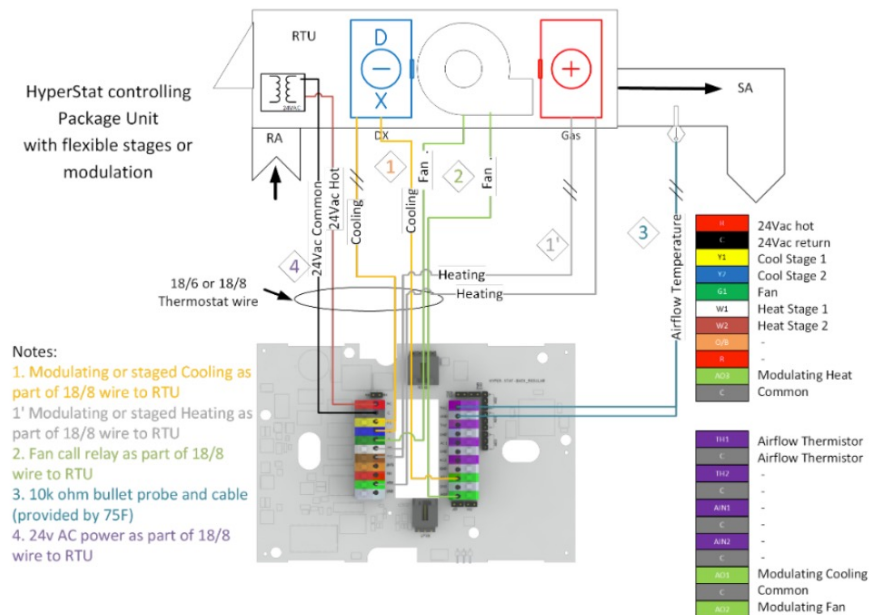 HyperStat controlling
Package Unit
with flexible stages or
modulation
RTU
24VAC
RA
D
X
DX
Gas
SA
1
2
1'
3
4
24Vac Common
24Vac Hot
Cooling
Cooling
Fan
Fan
Heating
Heating
Airflow Temperature
18/6 or 18/8
Thermostat wire
Notes:
1. Modulating or staged Cooling as
part of 18/8 wire to RTU
1' Modulating or staged Heating as
part of 18/8 wire to RTU
2. Fan call relay as part of 18/8
wire to RTU
3. 10k ohm bullet probe and cable
(provided by 75F)
4. 24v AC power as part of 18/8
wire to RTU
R 24Vac hot
C 24Vac return
Y1 Cool Stage 1
Y2 Cool Stage 2
G1 Fan
W1 Heat Stage 1
W2 Heat Stage 2
O/B -
R -
AO3 Modulating Heat
C Common
TH1 Airflow Thermistor
C Airflow Thermistor
TH2 -
C -
AIN1 -
C -
AIN2 -
C -
AO1 Modulating Cooling
C Common
AO2 Modulating Fan